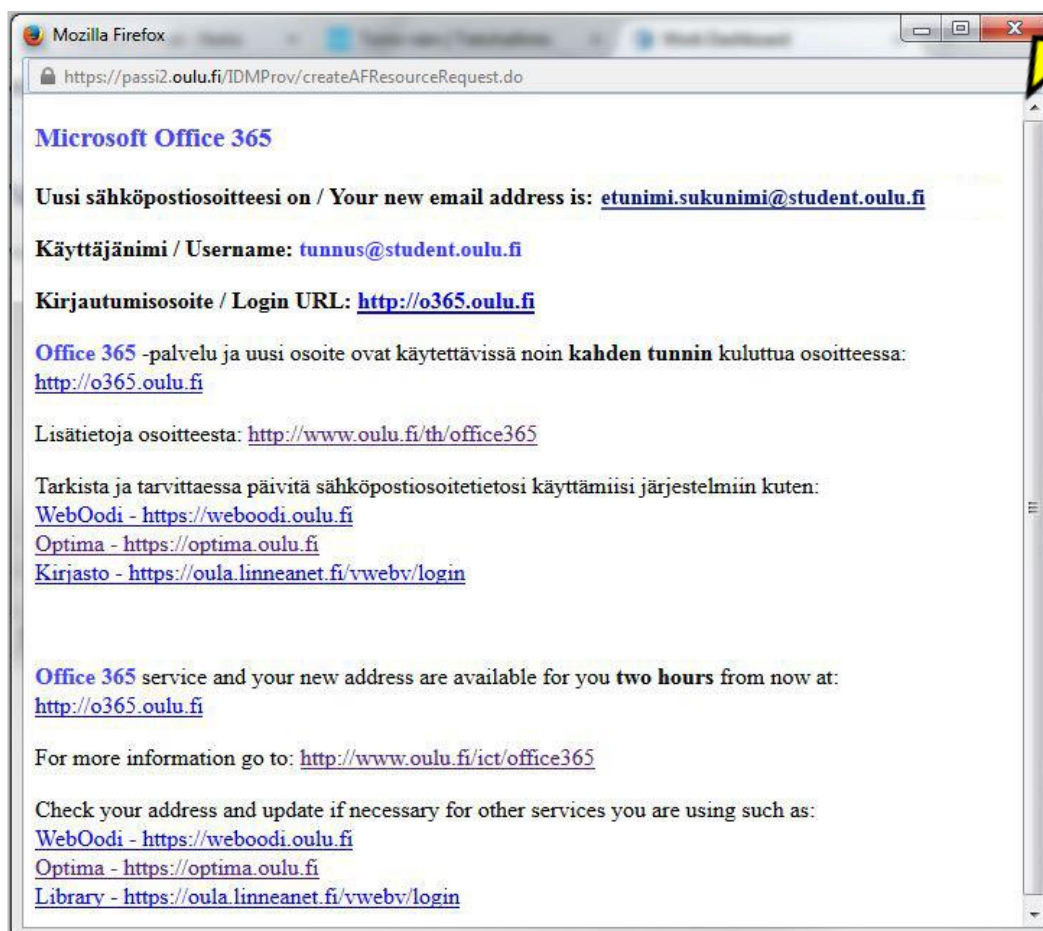 Mozilla Firefox
https://passi2.oulu.fi/IDMProv/createAFResourceRequest.do
Microsoft Office 365
Uusi sähköpostiosoitteesi on / Your new email address is: etunimi.sukunimi@student.oulu.fi
Käyttäjänimi / Username: tunnus@student.oulu.fi
Kirjautumisosoite / Login URL: http://o365.oulu.fi
Office 365 -palvelu ja uusi osoite ovat käytettävissä noin kahden tunnin kuluttua osoitteessa:
http://o365.oulu.fi
Lisätietoja osoitteesta: http://www.oulu.fi/th/office365
Tarkista ja tarvittaessa päivitä sähköpostiosoitetietosi käyttämiisi järjestelmiin kuten:
WebOodi - https://weboodi.oulu.fi
Optima - https://optima.oulu.fi
Kirjasto - https://oula.linneanet.fi/vwebv/login
Office 365 service and your new address are available for you two hours from now at:
http://o365.oulu.fi
For more information go to: http://www.oulu.fi/ict/office365
Check your address and update if necessary for other services you are using such as:
WebOodi - https://weboodi.oulu.fi
Optima - https://optima.oulu.fi
Library - https://oula.linneanet.fi/vwebv/login